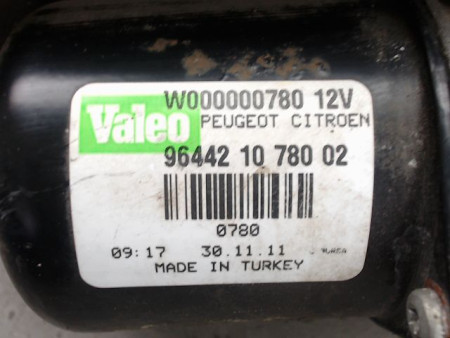 Valeo
W000000780 12V
PEUGEOT CITROEN
96442 10 780 02
0780
09:17 30.11.11
MADE IN TURKEY